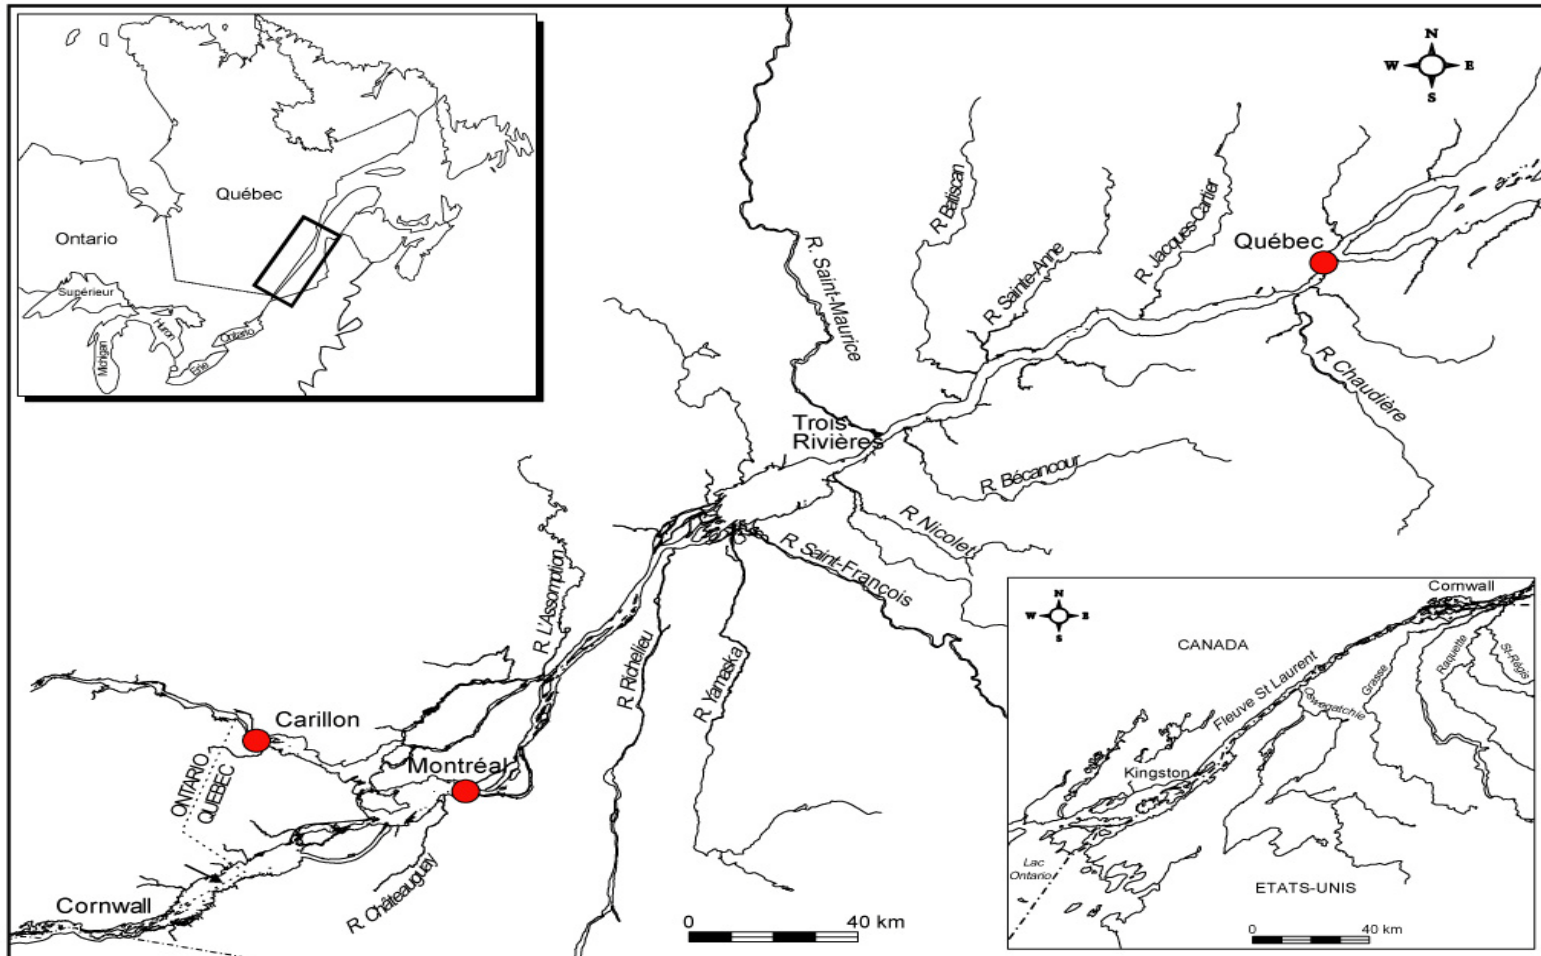 Québec
Ontario
Supérieur
Michigan
Huron
Erie
Ontario
N
W E
S
R. Saint-Maurice
R. Batiscan
R. Sainte-Anne
R. Jacques-Cartier
Québec
R. Chaudière
Trois
Rivières
R. Bécancour
R. Nicolet
R. Saint-François
R. L'Assomption
R. Richelieu
R. Yamaska
Carillon
Montréal
ONTARIO
QUEBEC
R. Châteauguay
Cornwall
0 40 km
N
W E
S
Cornwall
CANADA
Fleuve St Laurent
Oswegatchie
Grasse
Raquette
St-Régis
Kingston
Lac
Ontario
ETATS-UNIS
0 40 km